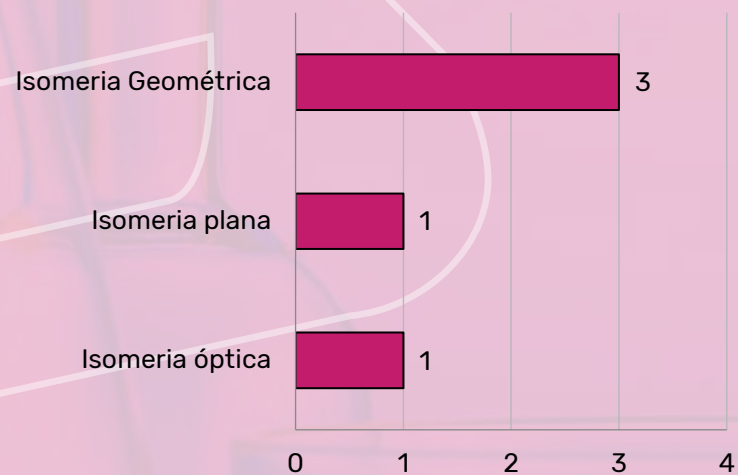 Isomeria Geométrica
3
Isomeria plana
1
Isomeria óptica
1
0 1 2 3 4